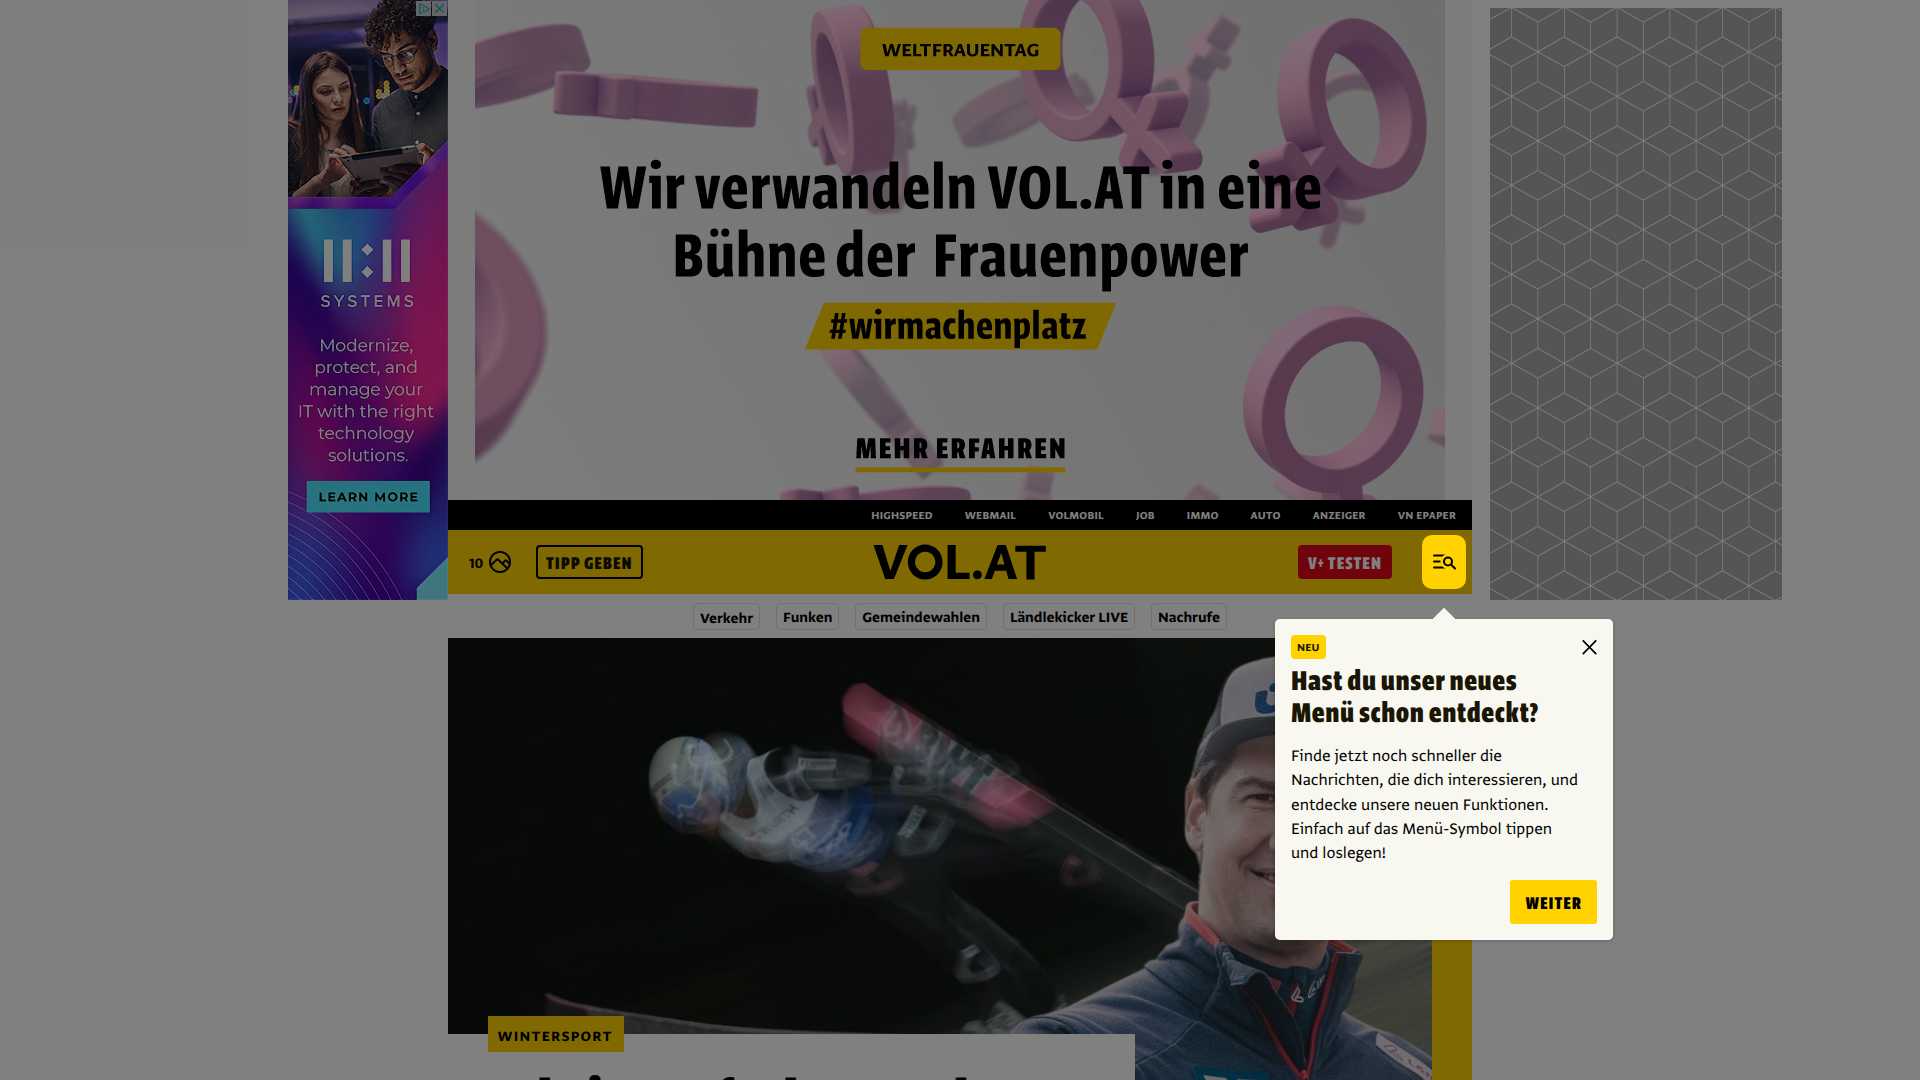 WELTFRAUENTAG
Wir verwandeln VOL.AT in eine
Bühne der Frauenpower
#wirmachenplatz
MEHR ERFAHREN
11:11
SYSTEMS
Modernize,
protect, and
manage your
IT with the right
technology
solutions.
LEARN MORE
HIGHSPEED WEBMAIL VOLMOBIL JOB IMMO AUTO ANZEIGER VN EPAPER
10 TIPP GEBEN VOL.AT V+ TESTEN
Verkehr Funken Gemeindewahlen Ländlekicker LIVE Nachrufe
NEU
Hast du unser neues
Menü schon entdeckt?
Finde jetzt noch schneller die
Nachrichten, die dich interessieren, und
entdecke unsere neuen Funktionen.
Einfach auf das Menü-Symbol tippen
und loslegen!
WEITER
WINTERSPORT